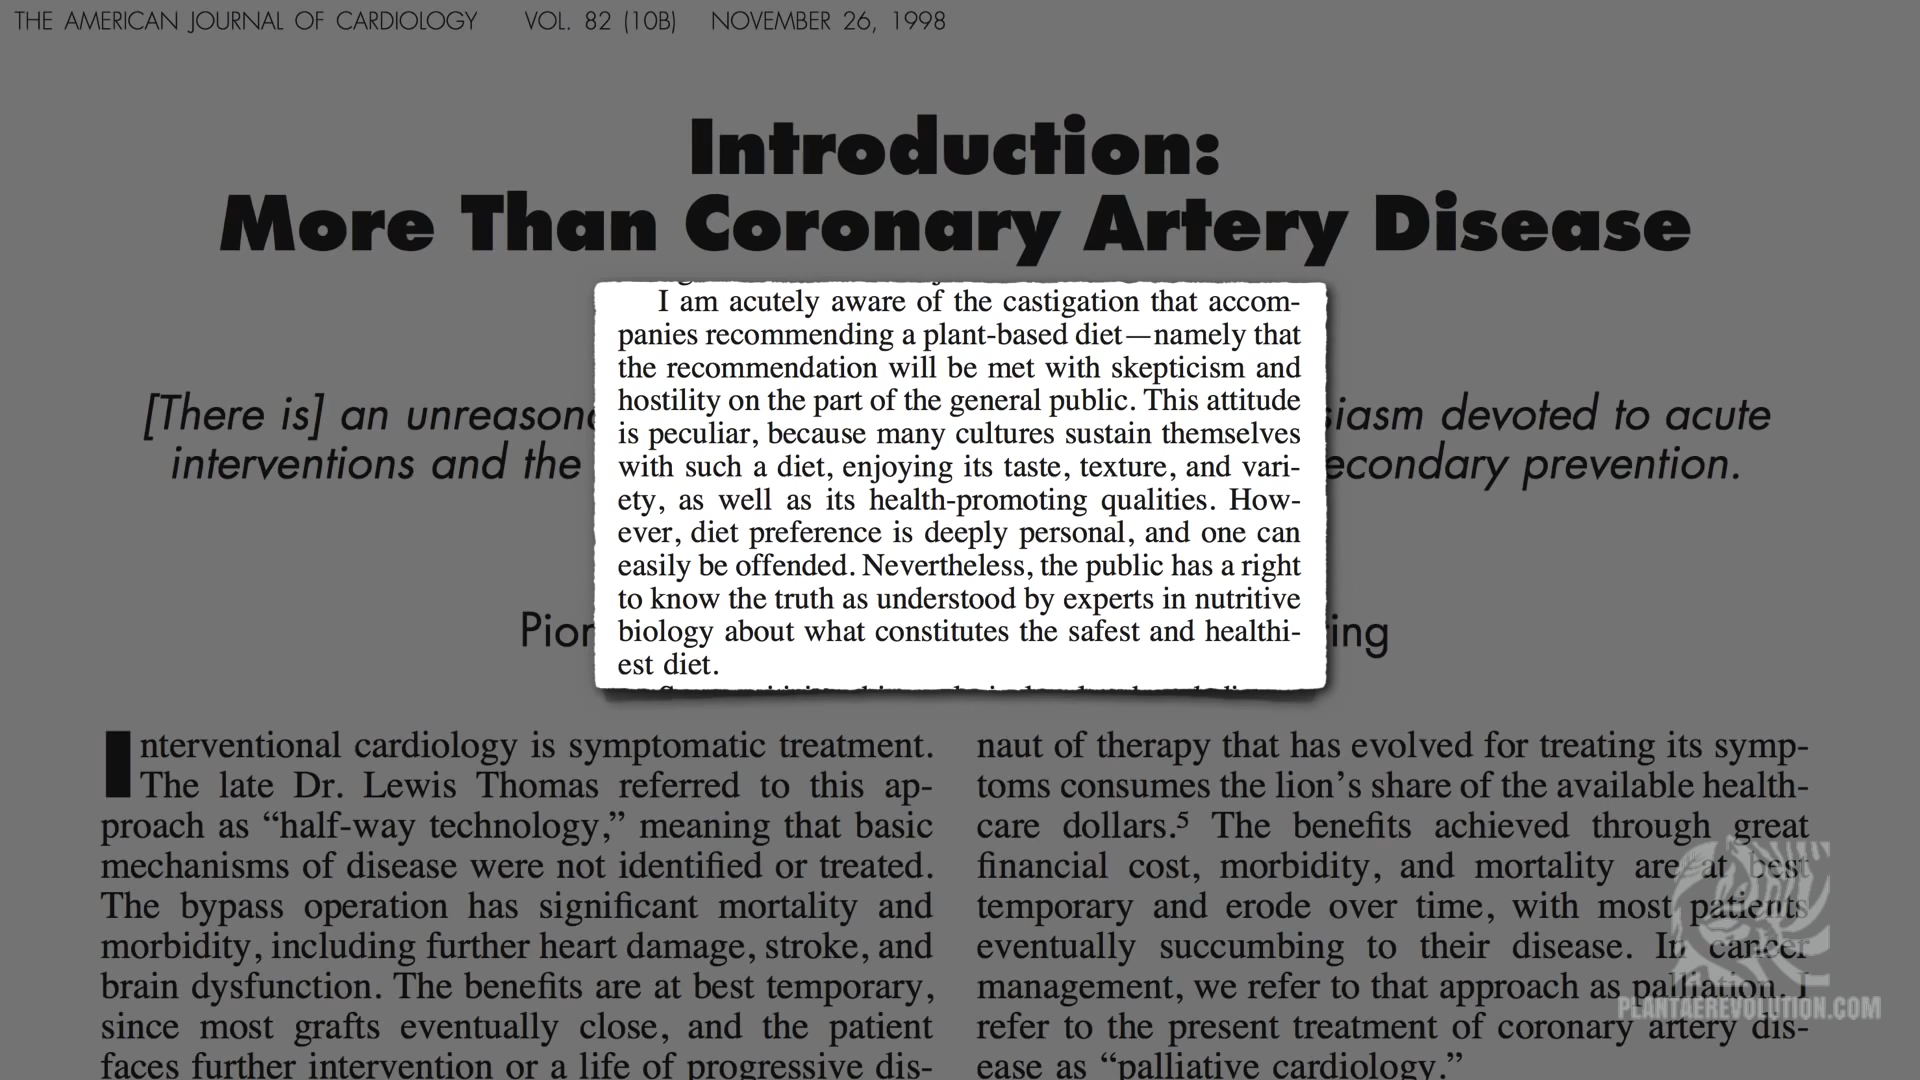 THE AMERICAN JOURNAL OF CARDIOLOGY VOL. 82 (10B) NOVEMBER 26, 1998
Introduction:
More Than Coronary Artery Disease
[There is] an
devoted to acute
interventions and the
prevention.
I am acutely aware of the castigation that accom-
panies recommending a plant-based diet—namely that
the recommendation will be met with skepticism and
hostility on the part of the general public. This attitude
is peculiar, because many cultures sustain themselves
with such a diet, enjoying its taste, texture, and vari-
ety, as well as its health-promoting qualities. How-
ever, diet preference is deeply personal, and one can
easily be offended. Nevertheless, the public has a right
to know the truth as understood by experts in nutritive
biology about what constitutes the safest and healthi-
est diet.
Interventional cardiology is symptomatic treatment.
The late Dr. Lewis Thomas referred to this ap-
proach as “half-way technology,” meaning that basic
mechanisms of disease were not identified or treated.
The bypass operation has significant mortality and
morbidity, including further heart damage, stroke, and
brain dysfunction. The benefits are at best temporary,
since most grafts eventually close, and the patient
faces further intervention or a life of progressive dis-
naut of therapy that has evolved for treating its symp-
toms consumes the lion’s share of the available health-
care dollars.⁵ The benefits achieved through great
financial cost, morbidity, and mortality are at best
temporary and erode over time, with most patients
eventually succumbing to their disease. In cancer
management, we refer to that approach as palliation. I
refer to the present treatment of coronary artery dis-
ease as “palliative cardiology.”
PLANTAEREVOLUTION.COM